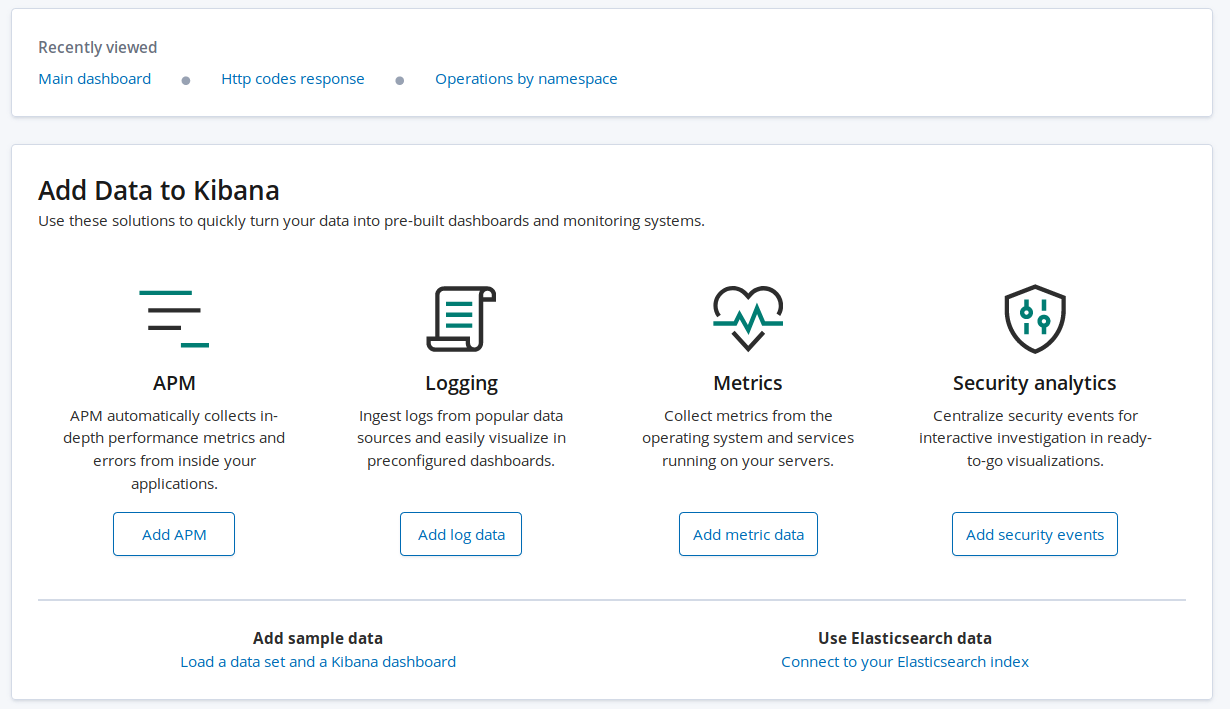 Recently viewed
Main dashboard
Http codes response
Operations by namespace
Add Data to Kibana
Use these solutions to quickly turn your data into pre-built dashboards and monitoring systems.
APM
APM automatically collects in-
depth performance metrics and
errors from inside your
applications.
Add APM
Logging
Ingest logs from popular data
sources and easily visualize in
preconfigured dashboards.
Add log data
Metrics
Collect metrics from the
operating system and services
running on your servers.
Add metric data
Security analytics
Centralize security events for
interactive investigation in ready-
to-go visualizations.
Add security events
Add sample data
Load a data set and a Kibana dashboard
Use Elasticsearch data
Connect to your Elasticsearch index